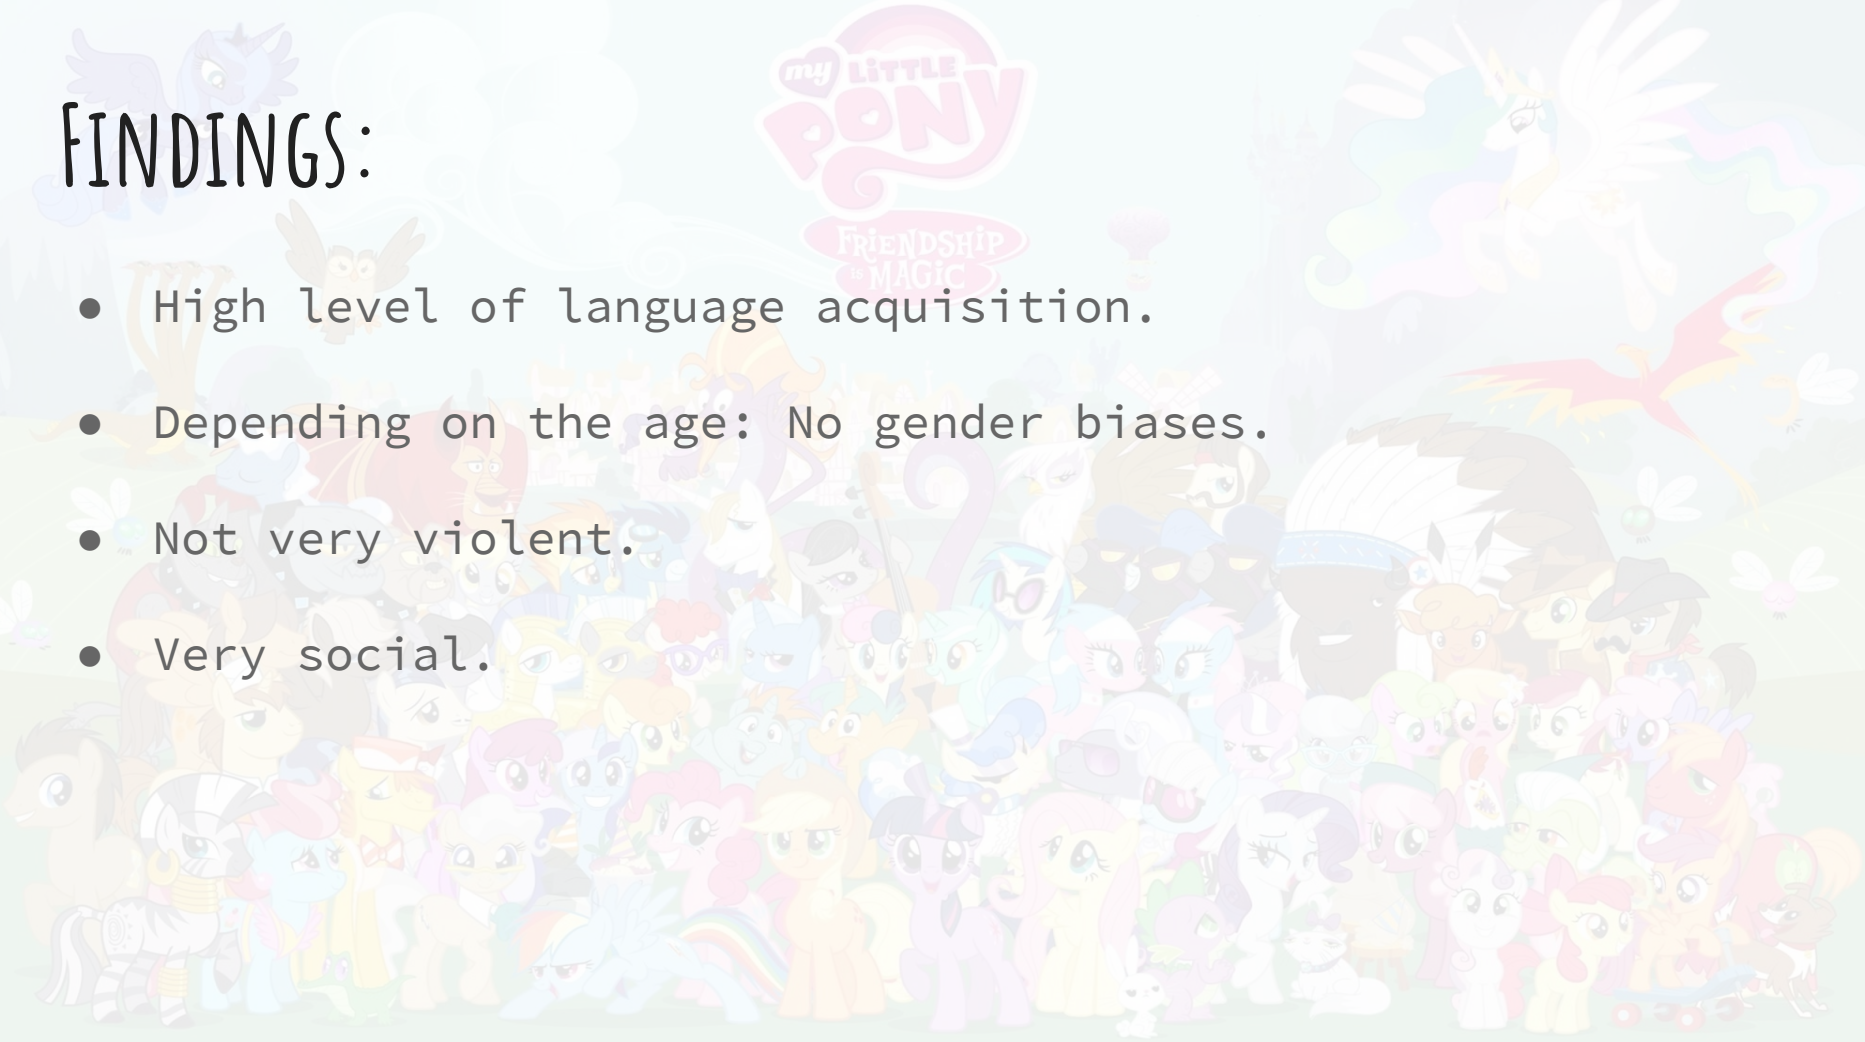 my LITTLE
PONY
FRIENDSHIP
is MAGIC
Findings:
● High level of language acquisition.
● Depending on the age: No gender biases.
● Not very violent.
● Very social.